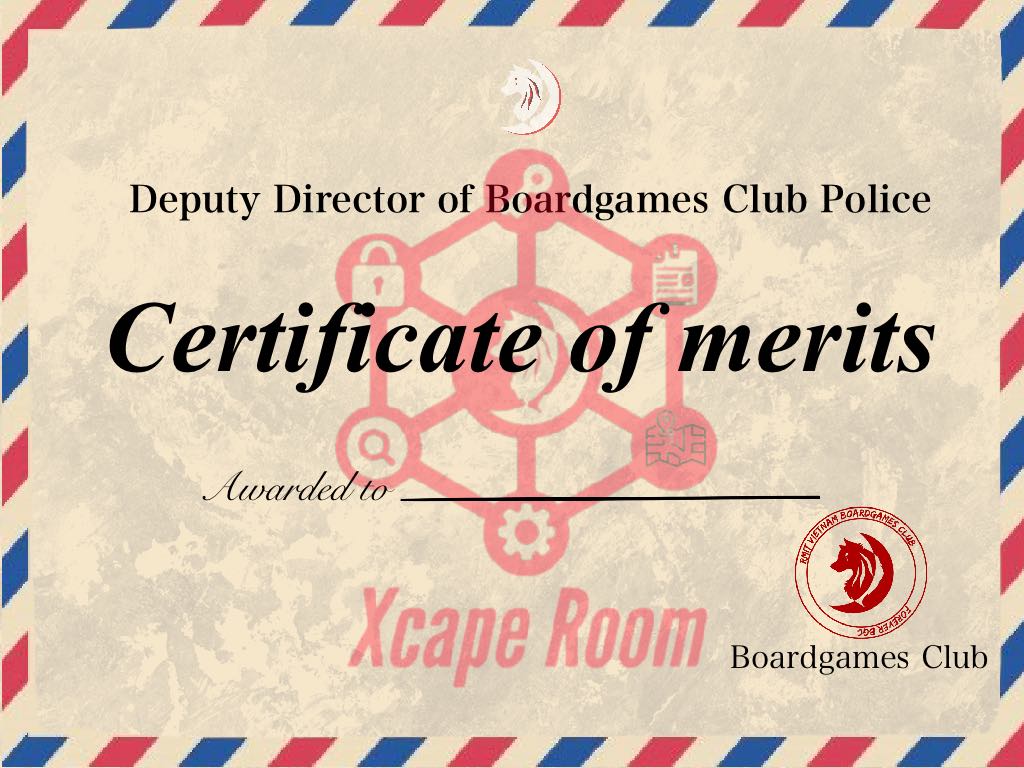 Deputy Director of Boardgames Club Police
Certificate of merits
Awarded to
Xcape Room
RMIT VIETNAM BOARDGAMES CLUB
FOREVER BGC
Boardgames Club